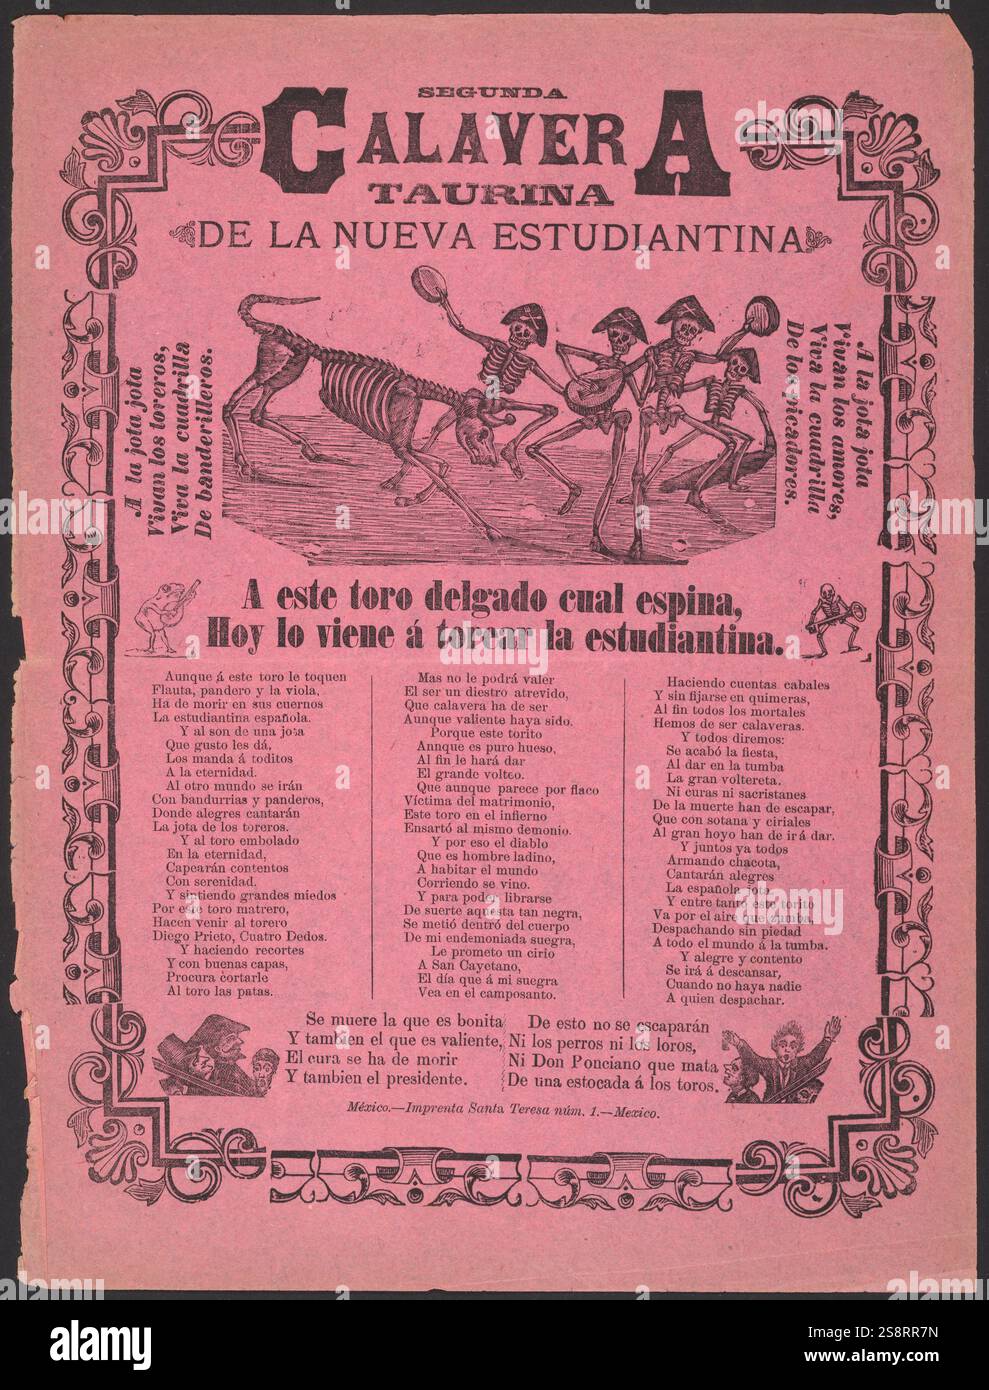 SEGUNDA
CALAVERA
TAURINA
DE LA NUEVA ESTUDIANTINA
A la jota jota
Vivan los toreros,
Viva la cuadrilla
De banderilleros.
A la jota jota
Vivan los amores,
Viva la cuadrilla
De los picadores.
A este toro delgado cual espina,
Hoy lo viene á torear la estudiantina.
Aunque á este toro le toquen
Flauta, pandero y la viola,
Ha de morir en sus cuernos
La estudiantina española.
Y al son de una jota
Que gusto les dá,
Los manda á toditos
A la eternidad.
Al otro mundo se irán
Con bandurrias y panderos,
Donde alegres cantarán
La jota de los toreros.
Y al toro embolado
En la eternidad,
Capearán contentos
Con serenidad.
Y sintiendo grandes miedos
Por este toro matrero,
Hacen venir al torero
Diego Prieto, Cuatro Dedos.
Y haciendo recortes
Y con buenas capas,
Procura cortarle
Al toro las patas.
Mas no le podrá valer
El ser un diestro atrevido,
Que calavera ha de ser
Aunque valiente haya sido.
Porque este torito
Annque es puro hueso,
Al fin le hará dar
El grande volteo.
Que aunque parece por flaco
Víctima del matrimonio,
Este toro en el infierno
Ensartó al mismo demonio.
Y por eso el diablo
Que es hombre ladino,
A habitar el mundo
Corriendo se vino.
Y para poder librarse
De suerte aquesta tan negra,
Se metió dentro del cuerpo
De mi endemoniada suegra,
Le prometo un cirio
A San Cayetano,
El día que á mi suegra
Vea en el camposanto.
Haciendo cuentas cabales
Y sin fijarse en quimeras,
Al fin todos los mortales
Hemos de ser calaveras.
Y todos diremos:
Se acabó la fiesta,
Al dar en la tumba
La gran voltereta.
Ni curas ni sacristanes
De la muerte han de escapar,
Que con sotana y ciriales
Al gran hoyo han de ir á dar.
Y juntos ya todos
Armando chacota,
Cantarán alegres
La española jota.
Y entre tanto este torito
Va por el aire que zumba,
Despachando sin piedad
A todo el mundo á la tumba.
Y alegre y contento
Se irá á descansar,
Cuando no haya nadie
A quien despachar.
Se muere la que es bonita
Y tambien el que es valiente,
El cura se ha de morir
Y tambien el presidente.
De esto no se escaparán
Ni los perros ni los loros,
Ni Don Ponciano que mata
De una estocada á los toros.
México.—Imprenta Santa Teresa núm. 1.—Mexico.
alamy
Image ID: 2S8RR7N
www.alamy.com